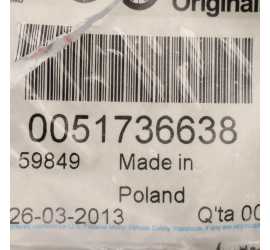 Original
0051736638
59849 Made in
Poland
26-03-2013 Q'ta 00